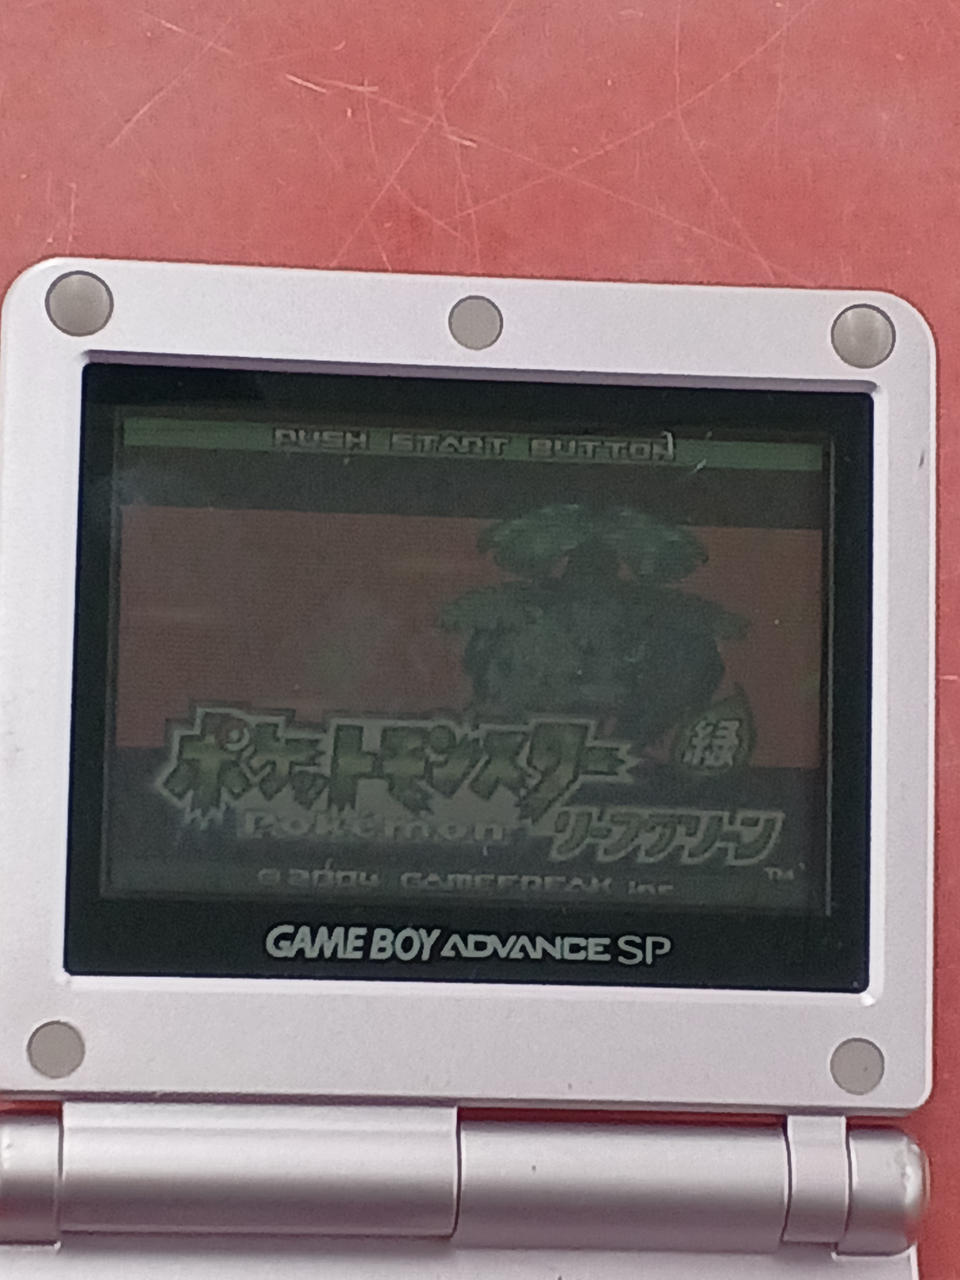 PUSH START BUTTON
ポケットモンスター
緑
Pokémon
リーフグリーン
TM
©2004 GAMEFREAK inc.
GAME BOY ADVANCE SP